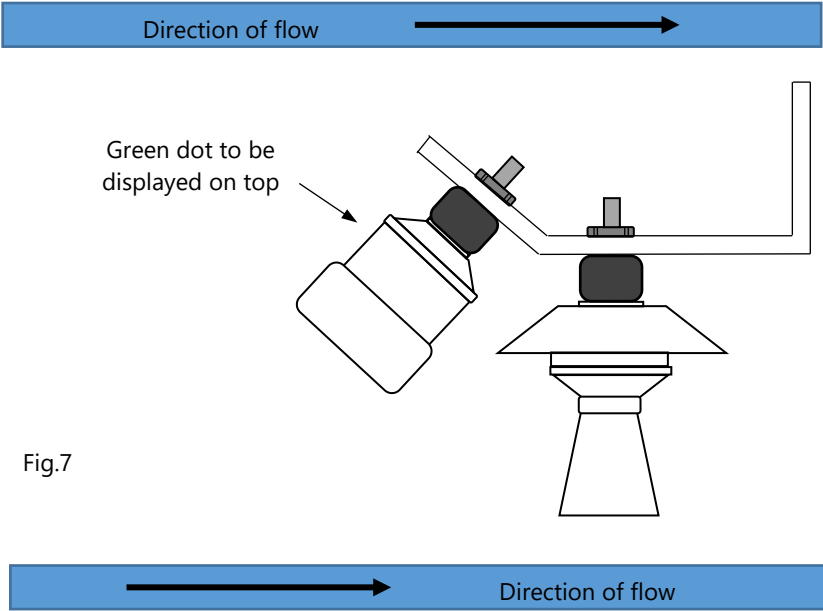 Direction of flow
Green dot to be
displayed on top
Fig.7
Direction of flow